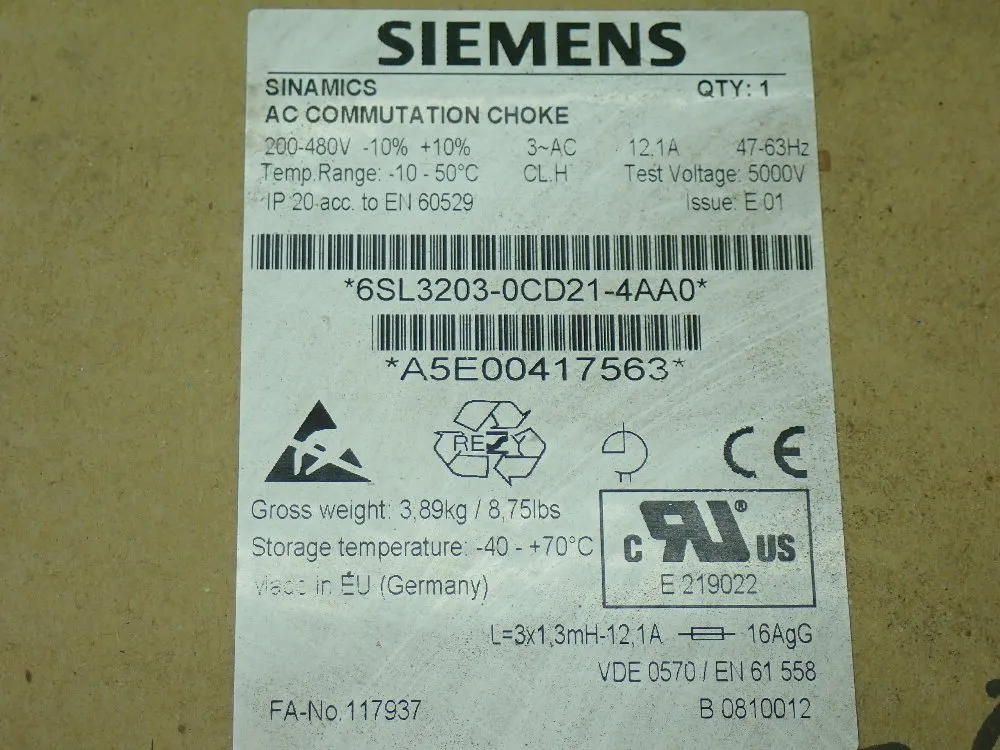 SIEMENS
SINAMICS QTY: 1
AC COMMUTATION CHOKE
200-480V -10% +10% 3~AC 12.1A 47-63Hz
Temp.Range: -10 - 50°C CL.H Test Voltage: 5000V
IP 20 acc. to EN 60529 Issue: E 01
*6SL3203-0CD21-4AA0*
*A5E00417563*
REZY
CE
Gross weight: 3,89kg / 8,75lbs
C RU ® US
Storage temperature: -40 - +70°C
E 219022
Made in EU (Germany)
L=3x1,3mH-12,1A 16AgG
VDE 0570 / EN 61 558
FA-No.117937 B 0810012